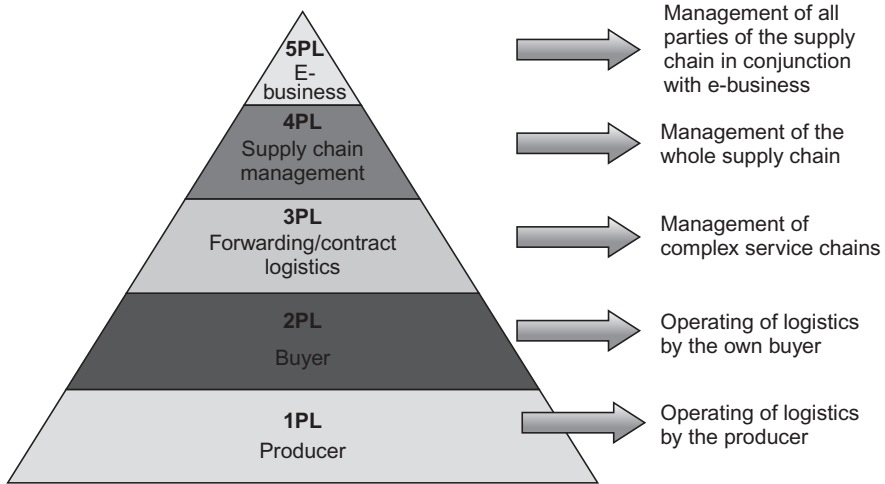 5PL
E-
business
Management of all
parties of the supply
chain in conjunction
with e-business
4PL
Supply chain
management
Management of the
whole supply chain
3PL
Forwarding/contract
logistics
Management of
complex service chains
2PL
Buyer
Operating of logistics
by the own buyer
1PL
Producer
Operating of logistics
by the producer